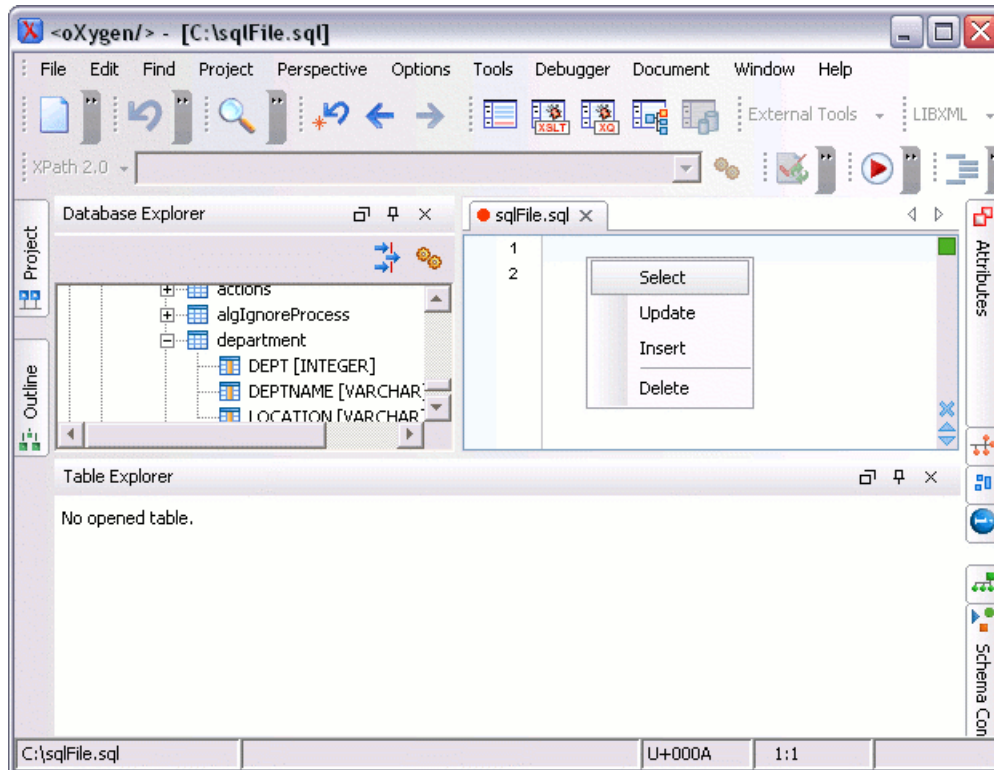 <oXygen/> - [C:\sqlFile.sql]
File Edit Find Project Perspective Options Tools Debugger Document Window Help
XSLT XQ External Tools LIBXML
XPath 2.0
Project
Outline
Database Explorer
actions
algIgnoreProcess
department
DEPT [INTEGER]
DEPTNAME [VARCHAR]
LOCATION [VARCHAR]
sqlFile.sql
1
2
Select
Update
Insert
Delete
Attributes
Table Explorer
No opened table.
Schema Con
C:\sqlFile.sql U+000A 1:1